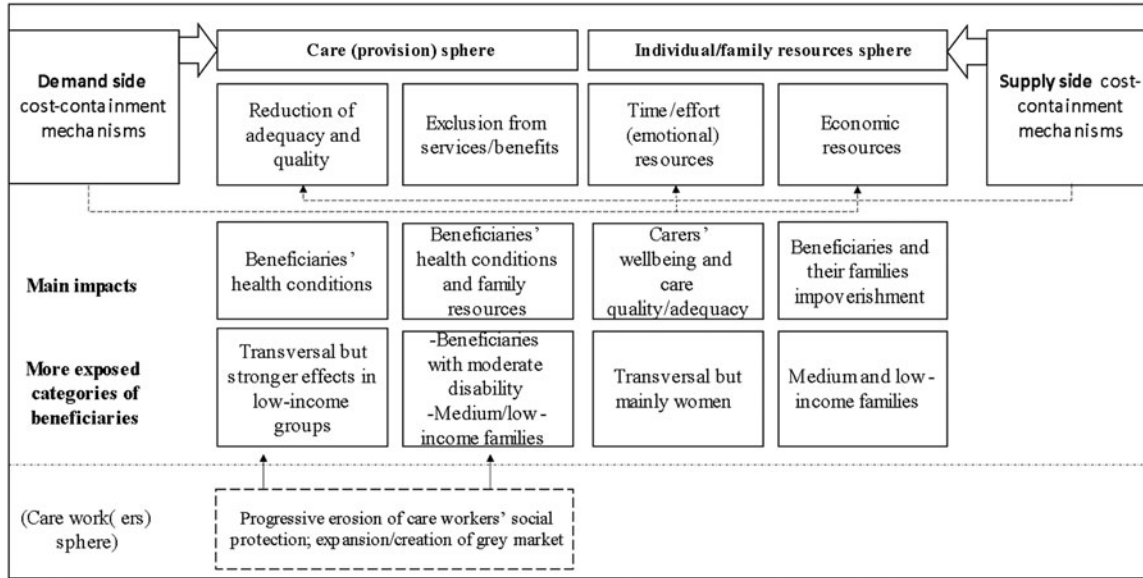 Demand side
cost-containment
mechanisms
Care (provision) sphere
Individual/family resources sphere
Supply side cost-
containment
mechanisms
Reduction of
adequacy and
quality
Exclusion from
services/benefits
Time/effort
(emotional)
resources
Economic
resources
Main impacts
Beneficiaries’
health conditions
Beneficiaries’
health conditions
and family
resources
Carers’
wellbeing and
care
quality/adequacy
Beneficiaries and
their families
impoverishment
More exposed
categories of
beneficiaries
Transversal but
stronger effects in
low-income
groups
-Beneficiaries
with moderate
disability
-Medium/low-
income families
Transversal but
mainly women
Medium and low-
income families
(Care work( ers)
sphere)
Progressive erosion of care workers’ social
protection; expansion/creation of grey market